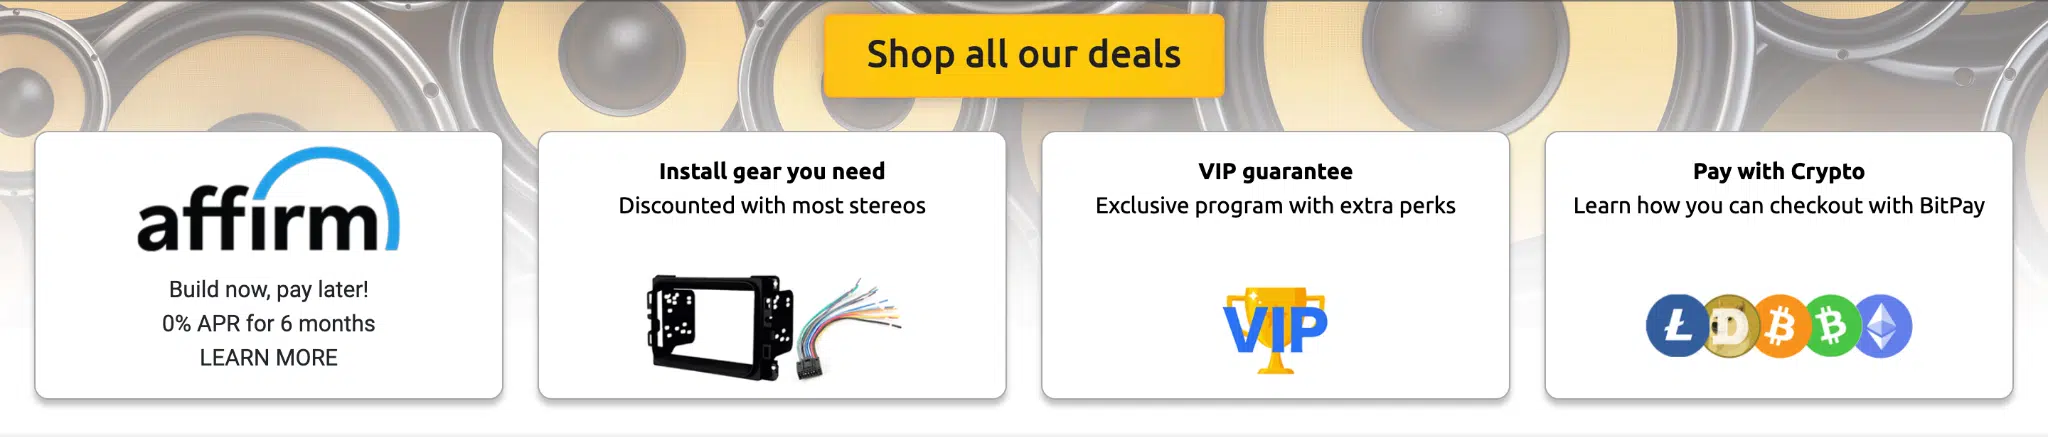 Shop all our deals
affirm
Build now, pay later!
0% APR for 6 months
LEARN MORE
Install gear you need
Discounted with most stereos
VIP guarantee
Exclusive program with extra perks
VIP
Pay with Crypto
Learn how you can checkout with BitPay